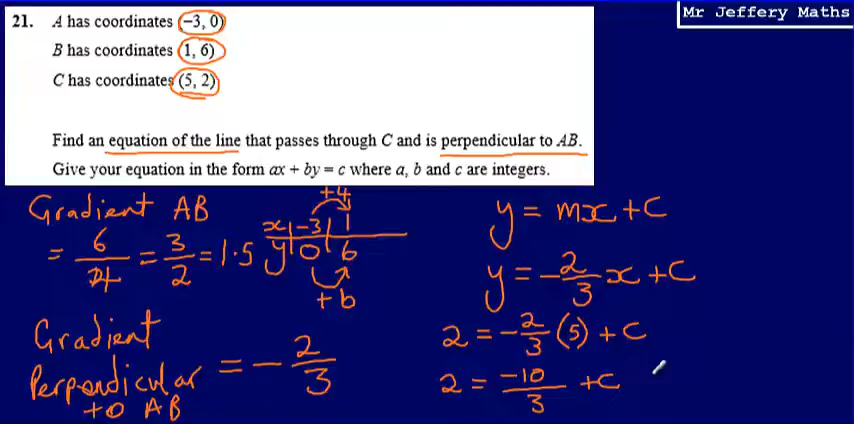 Mr Jeffery Maths
21. A has coordinates (−3, 0)
B has coordinates (1, 6)
C has coordinates (5, 2)
Find an equation of the line that passes through C and is perpendicular to AB.
Give your equation in the form ax + by = c where a, b and c are integers.
Gradient AB
= 6/4 = 3/2 = 1.5
+4
x | -3 | 1
y | 0 | 6
+6
Gradient
Perpendicular
to AB
= - 2/3
y = mx + c
y = -2/3 x + c
2 = -2/3 (5) + c
2 = -10/3 + c